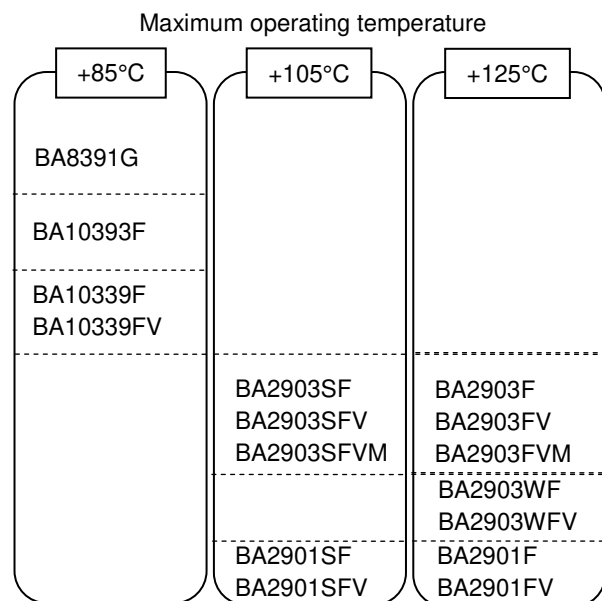 Maximum operating temperature
+85°C
+105°C
+125°C
BA8391G
BA10393F
BA10339F
BA10339FV
BA2903SF
BA2903SFV
BA2903SFVM
BA2903F
BA2903FV
BA2903FVM
BA2903WF
BA2903WFV
BA2901SF
BA2901SFV
BA2901F
BA2901FV